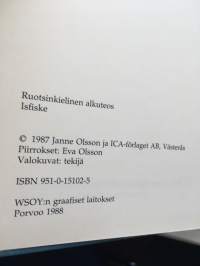 Ruotsinkielinen alkuteos
Isfiske
© 1987 Janne Olsson ja ICA-förlaget AB, Västerås
Piirrokset: Eva Olsson
Valokuvat: tekijä
ISBN 951-0-15102-5
WSOY:n graafiset laitokset
Porvoo 1988